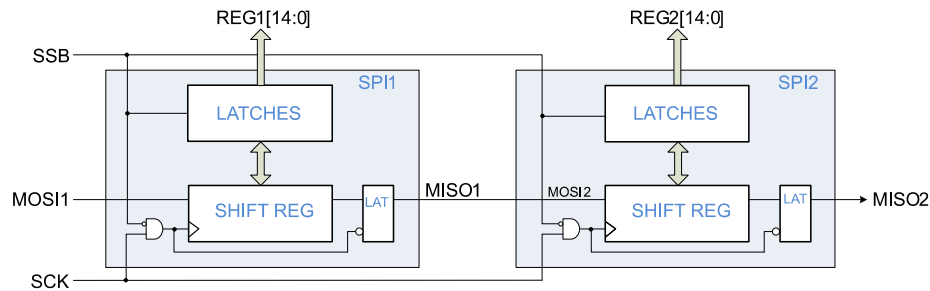 REG1[14:0]
REG2[14:0]
SSB
SPI1
SPI2
LATCHES
LATCHES
MOSI1
SHIFT REG
LAT
MISO1
MOSI2
SHIFT REG
LAT
MISO2
SCK